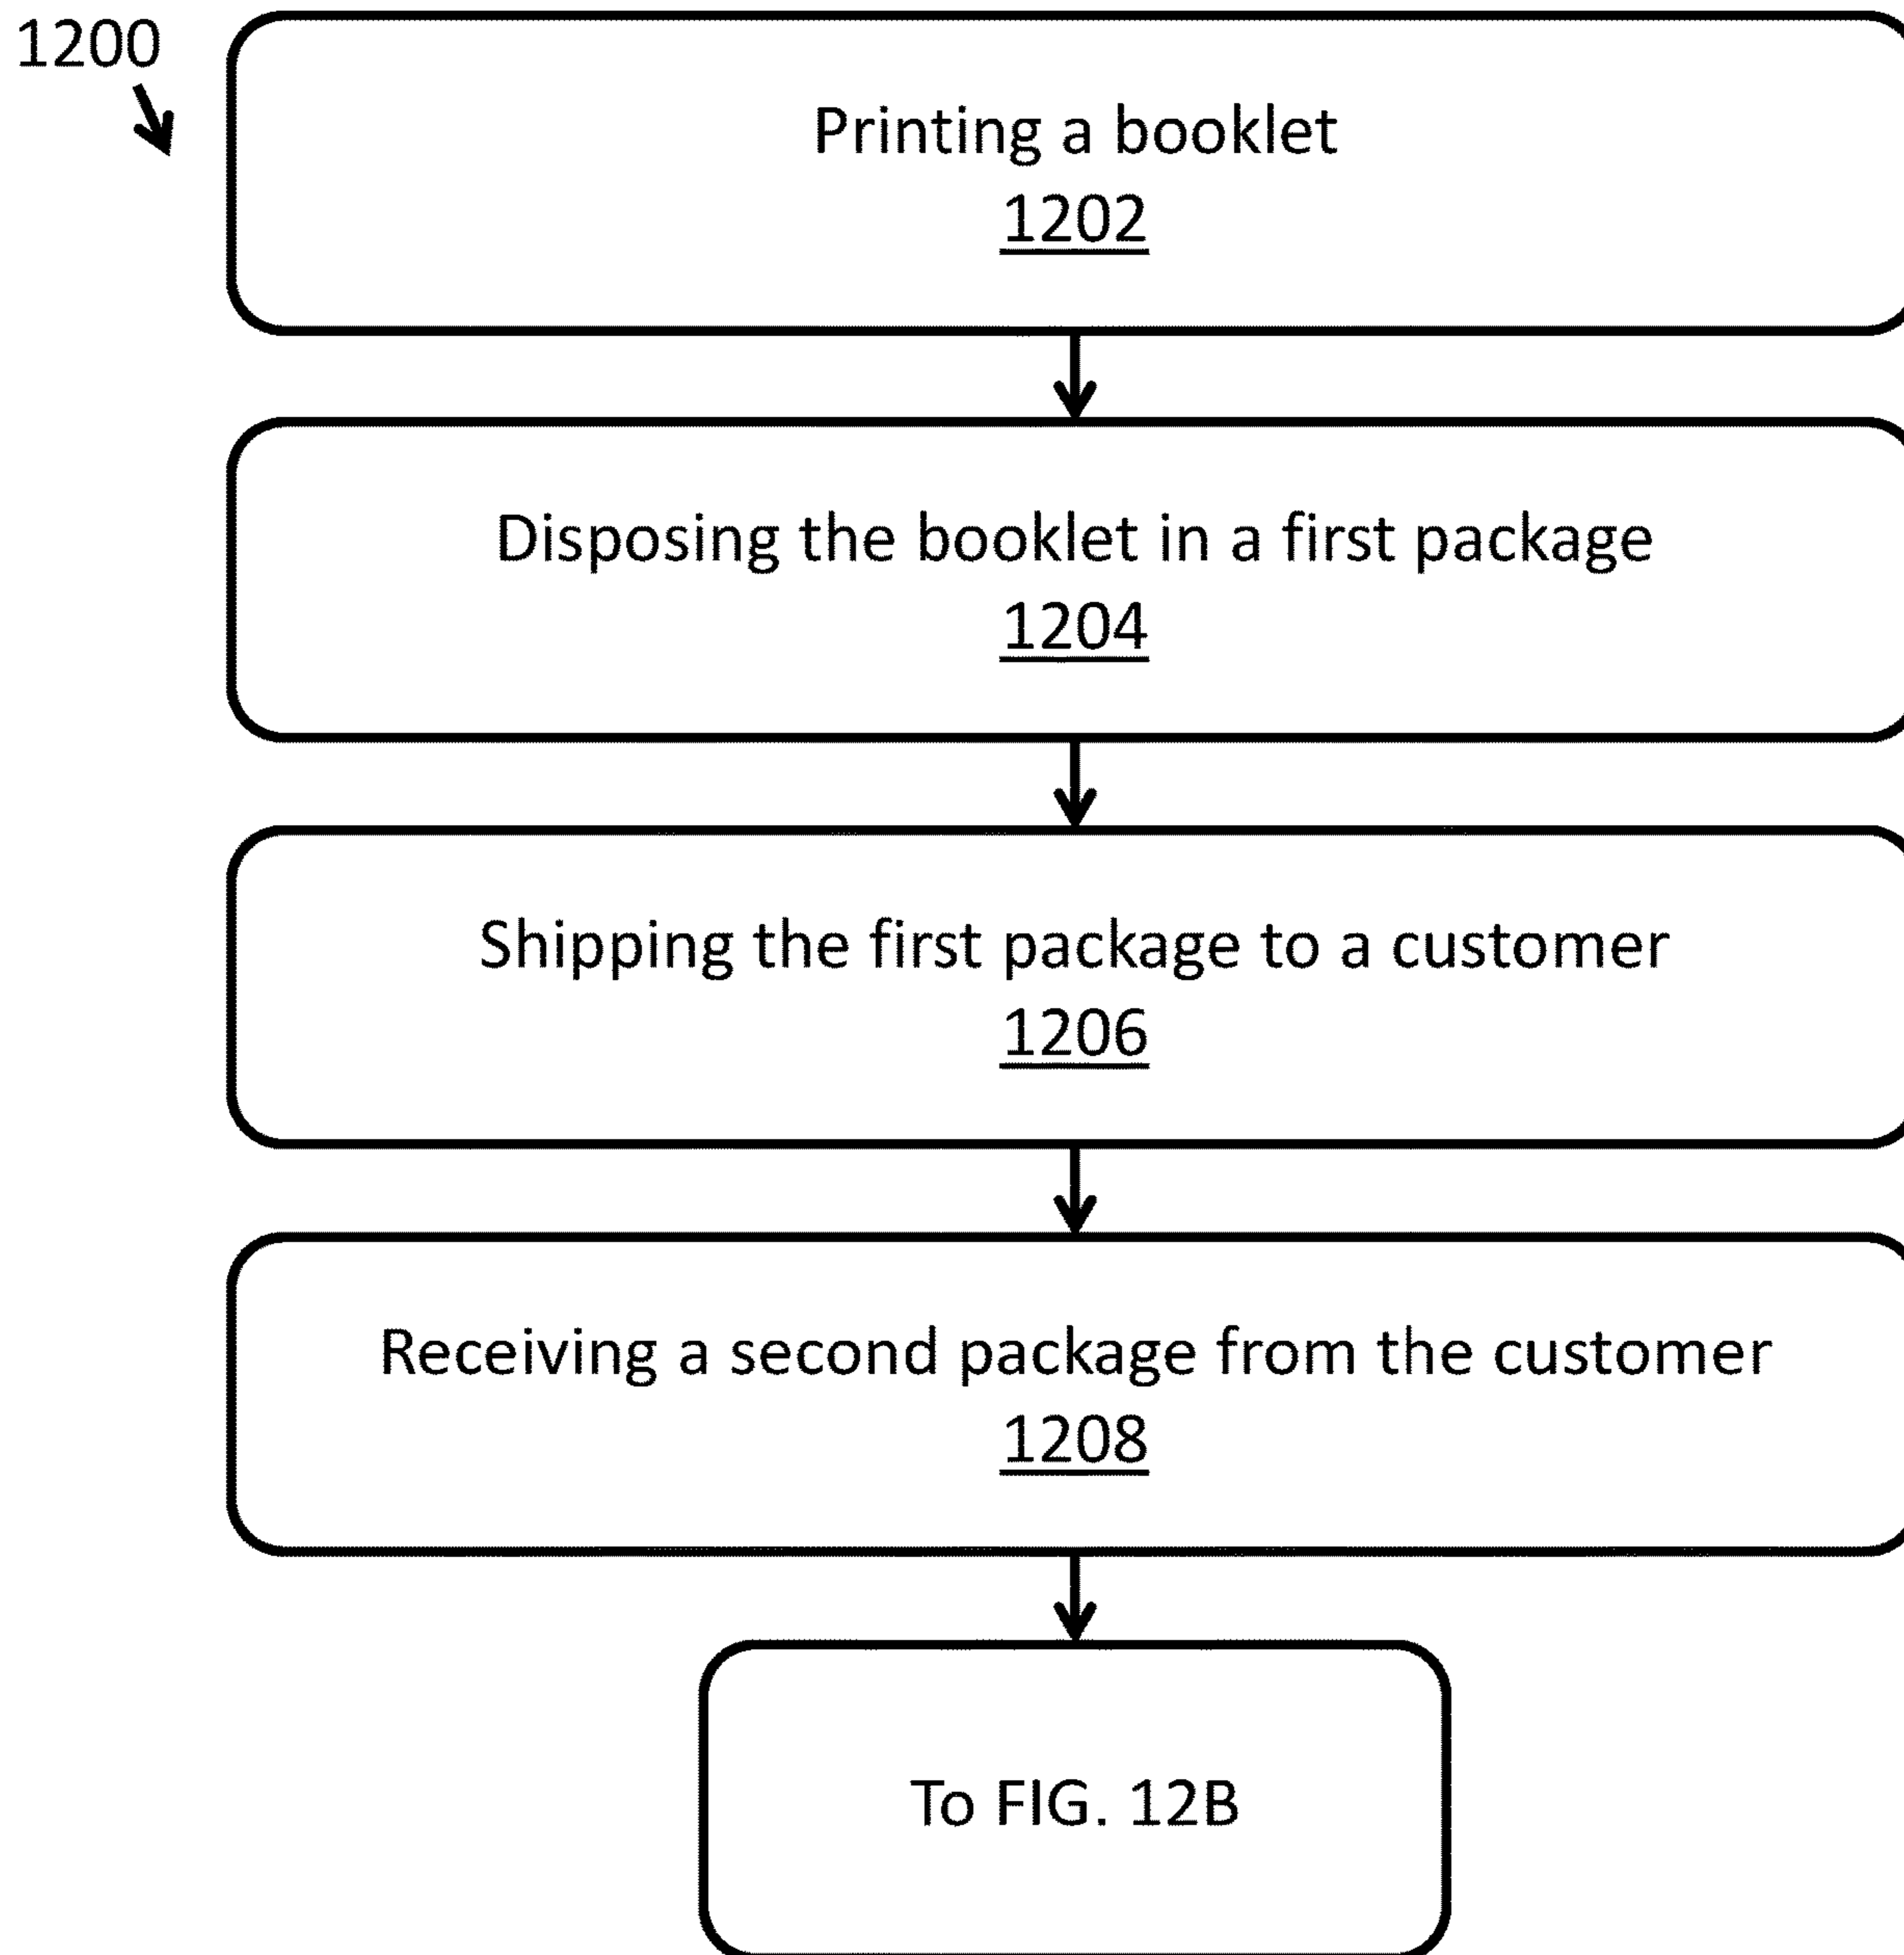 1200
Printing a booklet
1202
Disposing the booklet in a first package
1204
Shipping the first package to a customer
1206
Receiving a second package from the customer
1208
To FIG. 12B